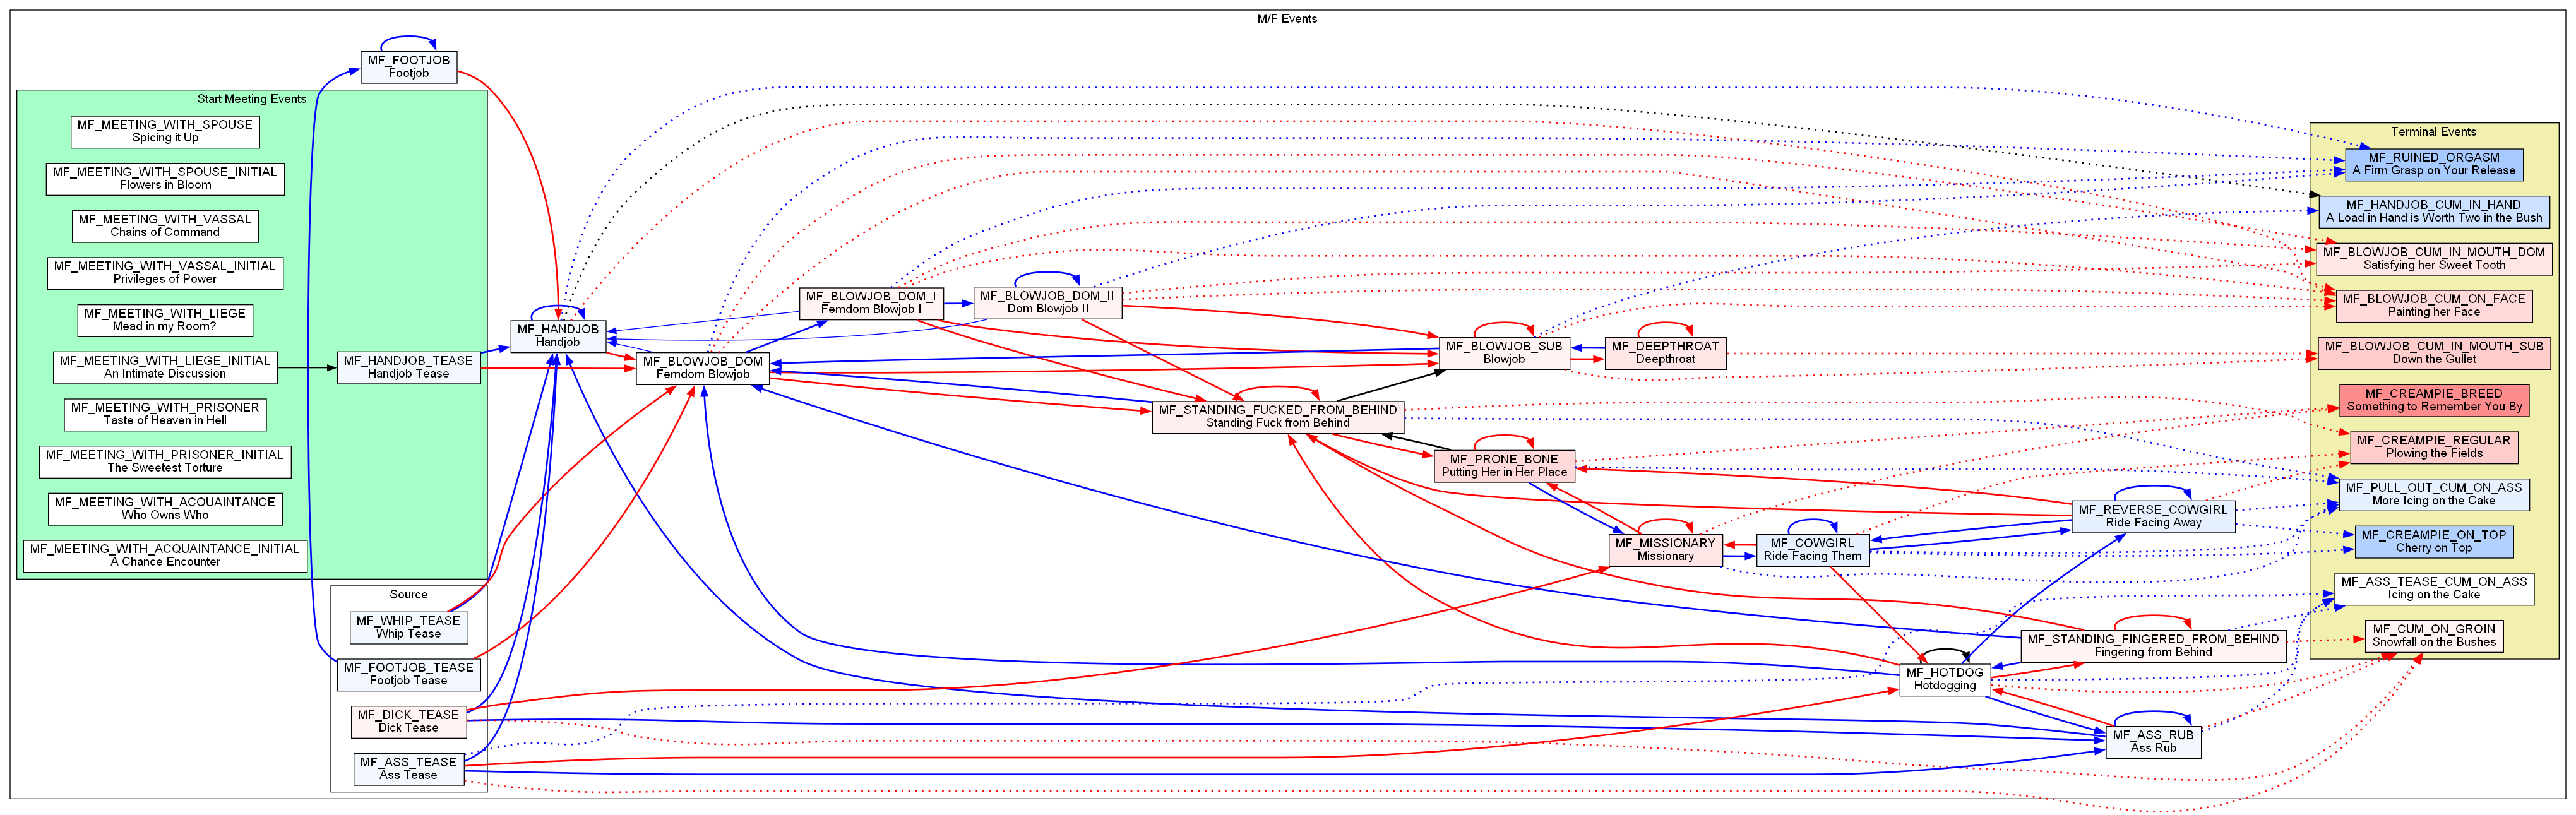 M/F Events
MF_FOOTJOB
Footjob
Start Meeting Events
MF_MEETING_WITH_SPOUSE
Spicing it Up
MF_MEETING_WITH_SPOUSE_INITIAL
Flowers in Bloom
MF_MEETING_WITH_VASSAL
Chains of Command
MF_MEETING_WITH_VASSAL_INITIAL
Privileges of Power
MF_MEETING_WITH_LIEGE
Mead in my Room?
MF_MEETING_WITH_LIEGE_INITIAL
An Intimate Discussion
MF_MEETING_WITH_PRISONER
Taste of Heaven in Hell
MF_MEETING_WITH_PRISONER_INITIAL
The Sweetest Torture
MF_MEETING_WITH_ACQUAINTANCE
Who Owns Who
MF_MEETING_WITH_ACQUAINTANCE_INITIAL
A Chance Encounter
MF_HANDJOB_TEASE
Handjob Tease
Source
MF_WHIP_TEASE
Whip Tease
MF_FOOTJOB_TEASE
Footjob Tease
MF_DICK_TEASE
Dick Tease
MF_ASS_TEASE
Ass Tease
MF_HANDJOB
Handjob
MF_BLOWJOB_DOM
Femdom Blowjob
MF_BLOWJOB_DOM_I
Femdom Blowjob I
MF_BLOWJOB_DOM_II
Dom Blowjob II
MF_STANDING_FUCKED_FROM_BEHIND
Standing Fuck from Behind
MF_BLOWJOB_SUB
Blowjob
MF_DEEPTHROAT
Deepthroat
MF_PRONE_BONE
Putting Her in Her Place
MF_MISSIONARY
Missionary
MF_COWGIRL
Ride Facing Them
MF_REVERSE_COWGIRL
Ride Facing Away
MF_STANDING_FINGERED_FROM_BEHIND
Fingering from Behind
MF_HOTDOG
Hotdogging
MF_ASS_RUB
Ass Rub
Terminal Events
MF_RUINED_ORGASM
A Firm Grasp on Your Release
MF_HANDJOB_CUM_IN_HAND
A Load in Hand is Worth Two in the Bush
MF_BLOWJOB_CUM_IN_MOUTH_DOM
Satisfying her Sweet Tooth
MF_BLOWJOB_CUM_ON_FACE
Painting her Face
MF_BLOWJOB_CUM_IN_MOUTH_SUB
Down the Gullet
MF_CREAMPIE_BREED
Something to Remember You By
MF_CREAMPIE_REGULAR
Plowing the Fields
MF_PULL_OUT_CUM_ON_ASS
More Icing on the Cake
MF_CREAMPIE_ON_TOP
Cherry on Top
MF_ASS_TEASE_CUM_ON_ASS
Icing on the Cake
MF_CUM_ON_GROIN
Snowfall on the Bushes